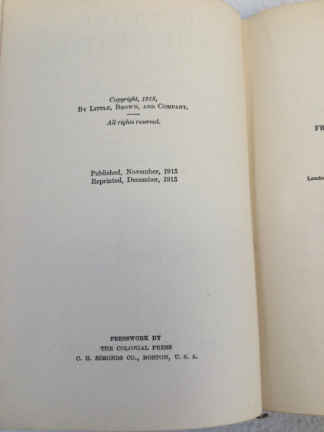 Copyright, 1915,
BY LITTLE, BROWN, AND COMPANY.
All rights reserved.
Published, November, 1915
Reprinted, December, 1915
PRESSWORK BY
THE COLONIAL PRESS
C. H. SIMONDS CO., BOSTON, U. S. A.
FR